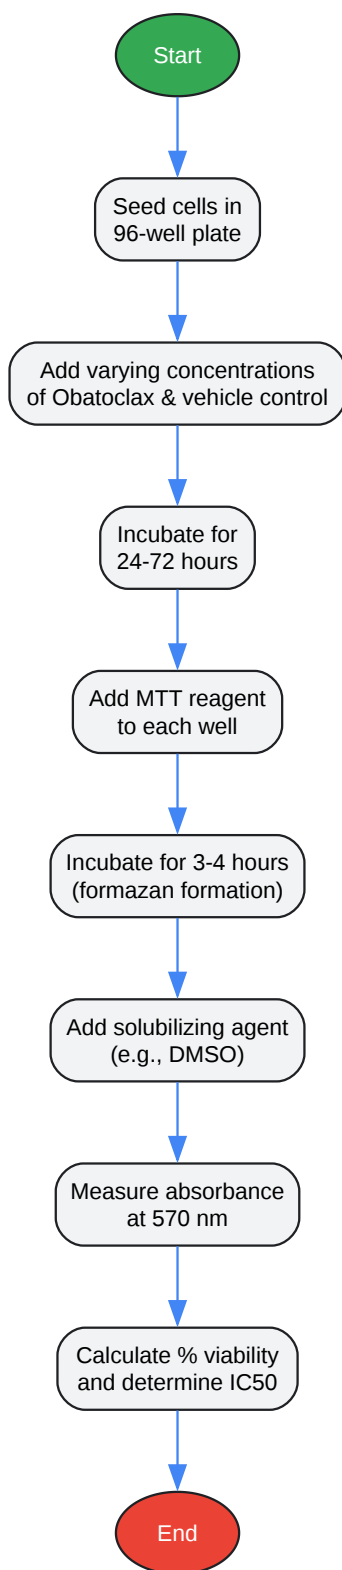 Start
Seed cells in
96-well plate
Add varying concentrations
of Obatoclax & vehicle control
Incubate for
24-72 hours
Add MTT reagent
to each well
Incubate for 3-4 hours
(formazan formation)
Add solubilizing agent
(e.g., DMSO)
Measure absorbance
at 570 nm
Calculate % viability
and determine IC50
End